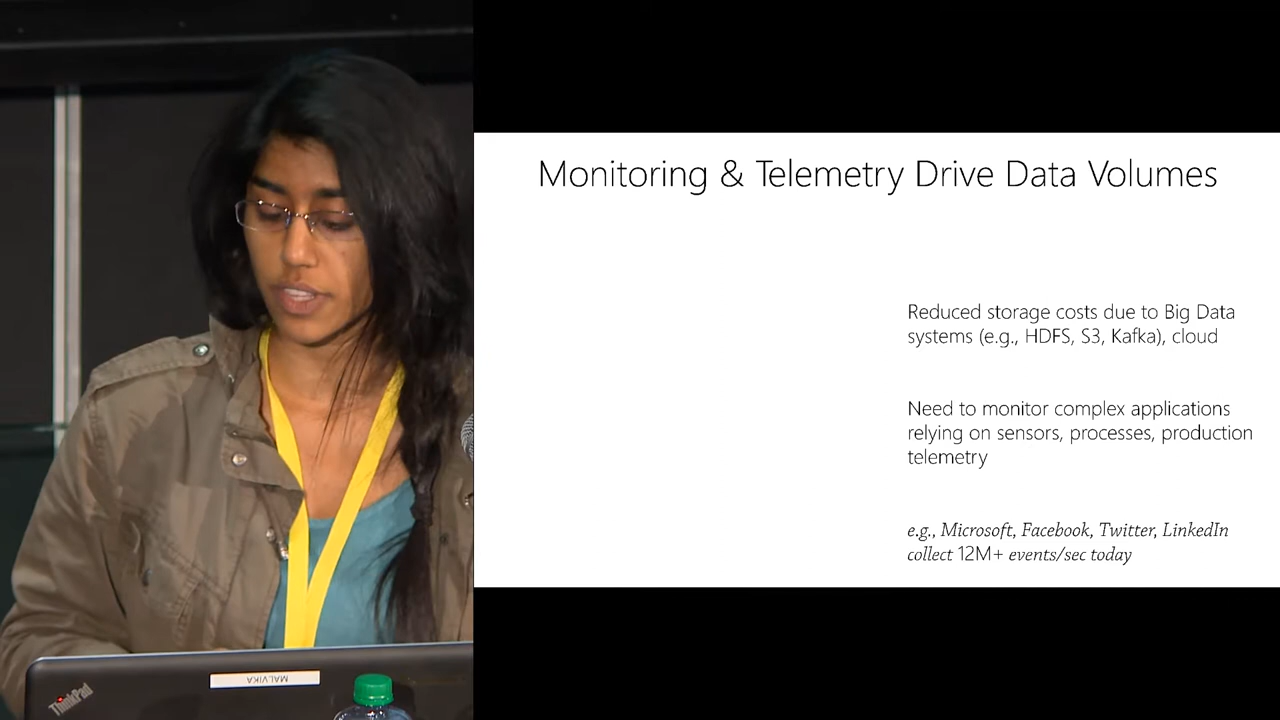 Monitoring & Telemetry Drive Data Volumes
Reduced storage costs due to Big Data
systems (e.g., HDFS, S3, Kafka), cloud
Need to monitor complex applications
relying on sensors, processes, production
telemetry
e.g., Microsoft, Facebook, Twitter, LinkedIn
collect 12M+ events/sec today
MALVIKA
ThinkPad